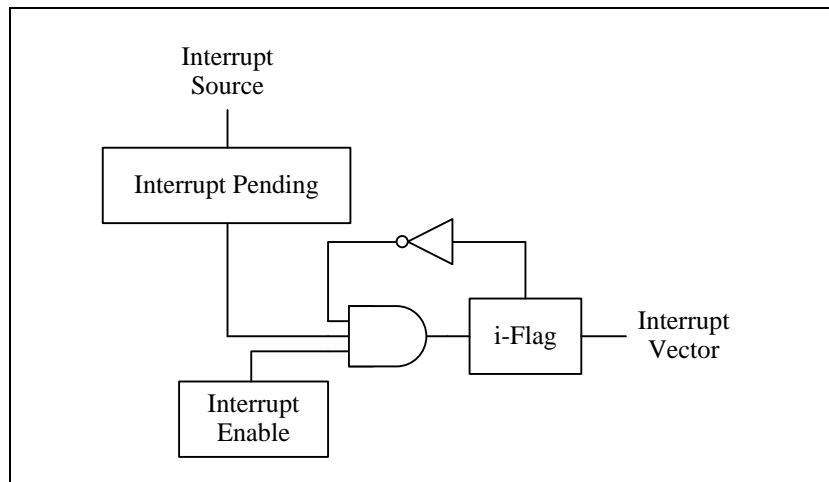 Interrupt
Source
Interrupt Pending
i-Flag
Interrupt
Vector
Interrupt
Enable